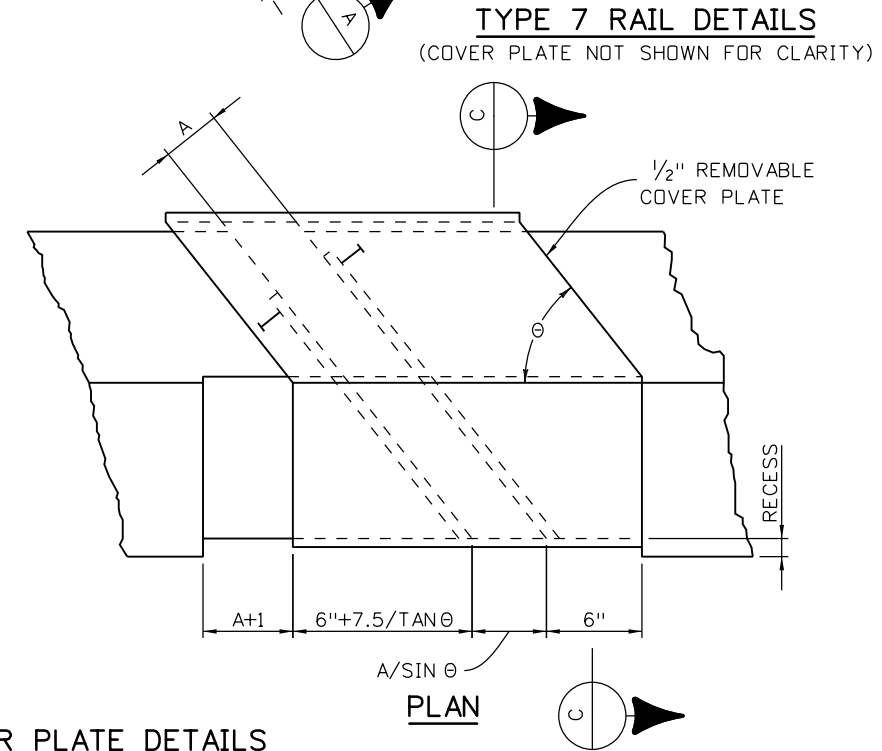 A
TYPE 7 RAIL DETAILS
(COVER PLATE NOT SHOWN FOR CLARITY)
C
A
1/2" REMOVABLE
COVER PLATE
Θ
RECESS
A+1
6"+7.5/TAN Θ
6"
A/SIN Θ
PLAN
C
R PLATE DETAILS